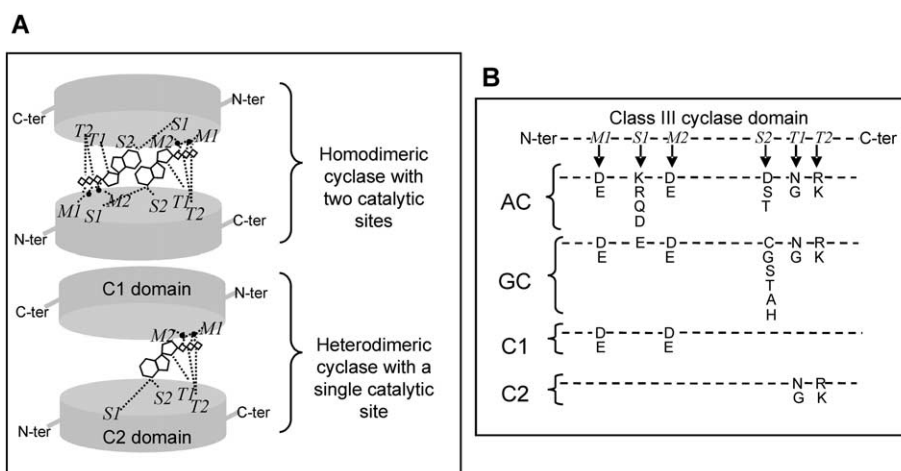 A
C-ter
N-ter
T2 T1 S2 M2 S1 M1
M1 S1 M2 S2 T1 T2
N-ter
C-ter
Homodimeric
cyclase with
two catalytic
sites
C1 domain
N-ter
C-ter
M2 M1
S1 S2 T1 T2
N-ter
C-ter
C2 domain
Heterodimeric
cyclase with a
single catalytic
site
B
Class III cyclase domain
N-ter M1 S1 M2 S2 T1 T2 C-ter
AC
D K D D N R
E R E S G K
Q T
D
GC
D E D C N R
E E G G K
S
T
A
H
C1
D D
E E
C2
N R
G K